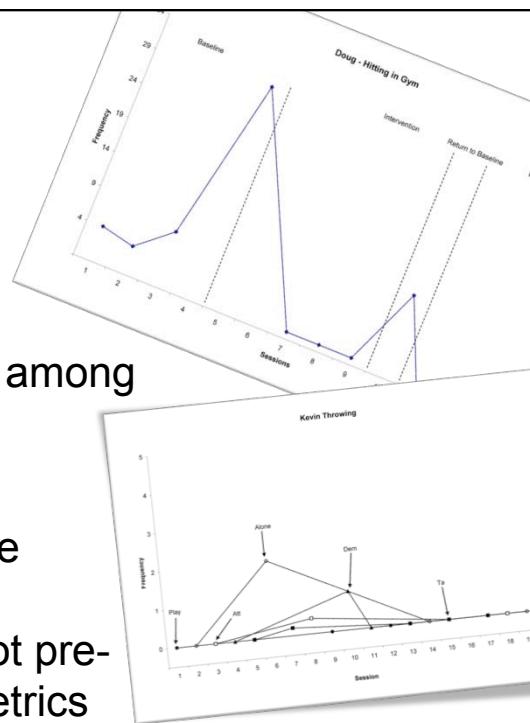 Doug - Hitting in Gym
Baseline
Intervention
Return to Baseline
Frequency
29
24
19
14
9
4
1 2 3 4 5 6 7 8 9
Sessions
among
Kevin Throwing
Frequency
5
4
3
2
1
0
Alone
Dem
Play
Att
Ta
1 2 3 4 5 6 7 8 9 10 11 12 13 14 15 16 17 18
Session
ot pre-
etrics